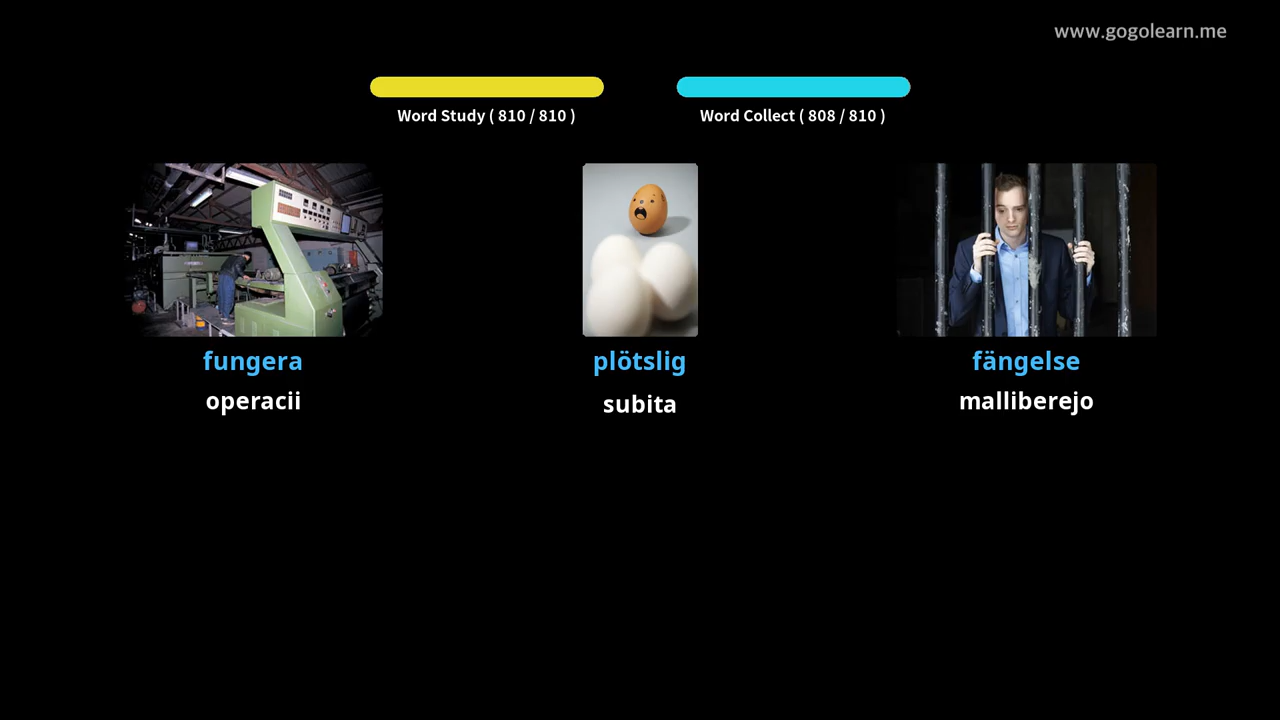 www.gogolearn.me
Word Study ( 810 / 810 )
Word Collect ( 808 / 810 )
fungera
operacii
plötslig
subita
fängelse
malliberejo